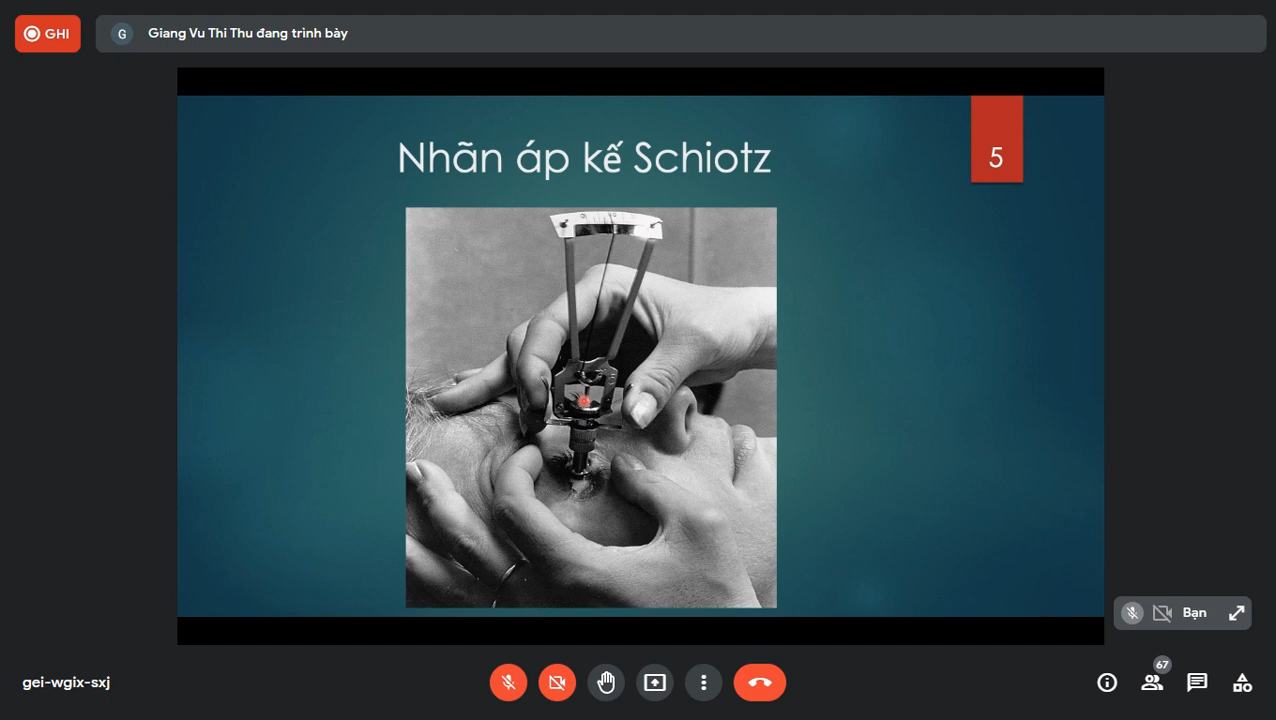 GHI
G
Giang Vu Thi Thu đang trình bày
Nhãn áp kế Schiotz
5
Bạn
gei-wgix-sxj
67